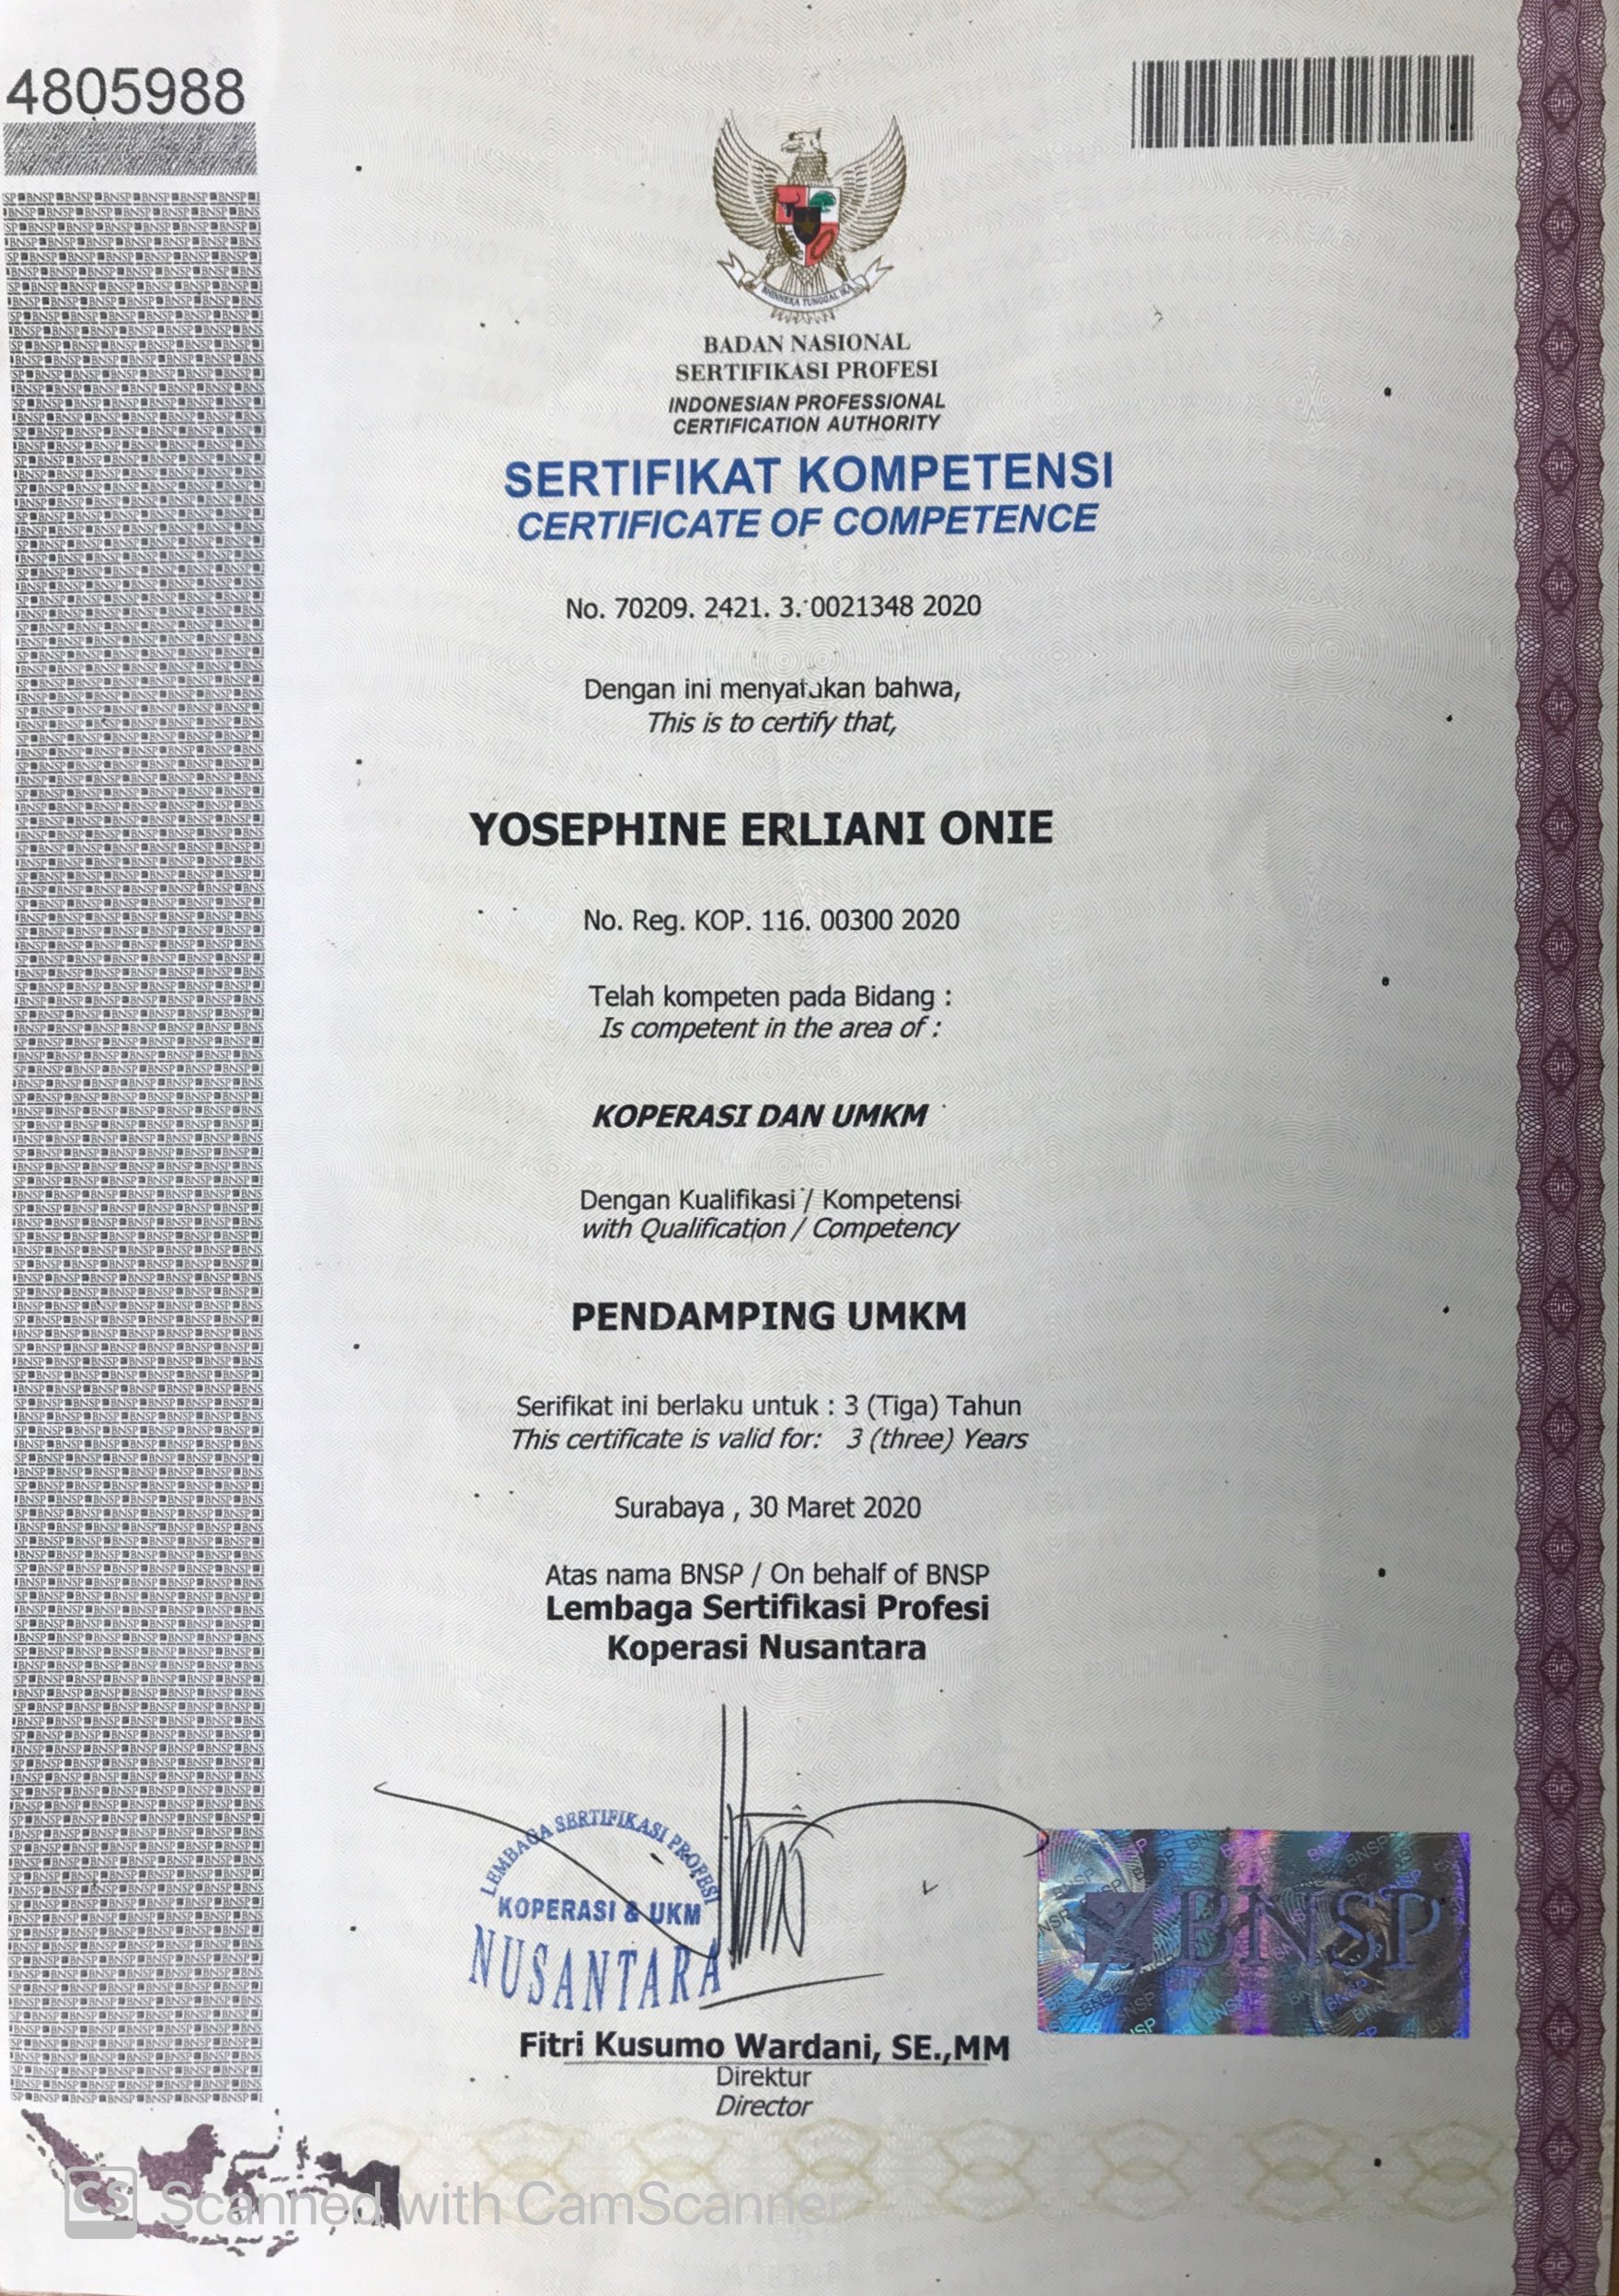 4805988
BHINNEKA TUNGGAL IKA
BADAN NASIONAL
SERTIFIKASI PROFESI
INDONESIAN PROFESSIONAL
CERTIFICATION AUTHORITY
SERTIFIKAT KOMPETENSI
CERTIFICATE OF COMPETENCE
No. 70209. 2421. 3. 0021348 2020
Dengan ini menyatakan bahwa,
This is to certify that,
YOSEPHINE ERLIANI ONIE
No. Reg. KOP. 116. 00300 2020
Telah kompeten pada Bidang :
Is competent in the area of :
KOPERASI DAN UMKM
Dengan Kualifikasi / Kompetensi
with Qualification / Competency
PENDAMPING UMKM
Serifikat ini berlaku untuk : 3 (Tiga) Tahun
This certificate is valid for: 3 (three) Years
Surabaya , 30 Maret 2020
Atas nama BNSP / On behalf of BNSP
Lembaga Sertifikasi Profesi
Koperasi Nusantara
LEMBAGA SERTIFIKASI PROFESI
KOPERASI & UKM
NUSANTARA
BNSP
Fitri Kusumo Wardani, SE.,MM
Direktur
Director
CS Scanned with CamScanner